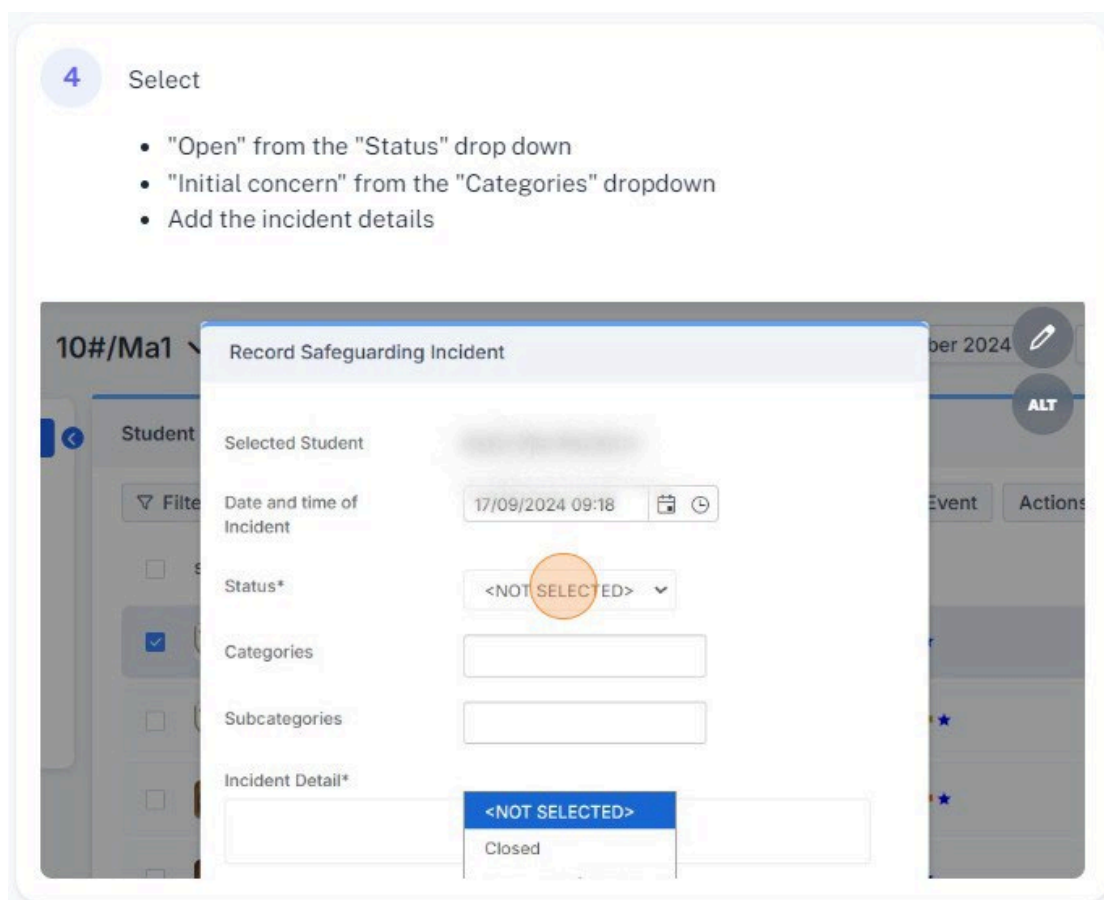 4 Select
• "Open" from the "Status" drop down
• "Initial concern" from the "Categories" dropdown
• Add the incident details
10#/Ma1
Record Safeguarding Incident
2024
ALT
Student
Selected Student
Date and time of
Incident
17/09/2024 09:18
Event
Actions
Status*
<NOT SELECTED>
Categories
Subcategories
Incident Detail*
<NOT SELECTED>
Closed